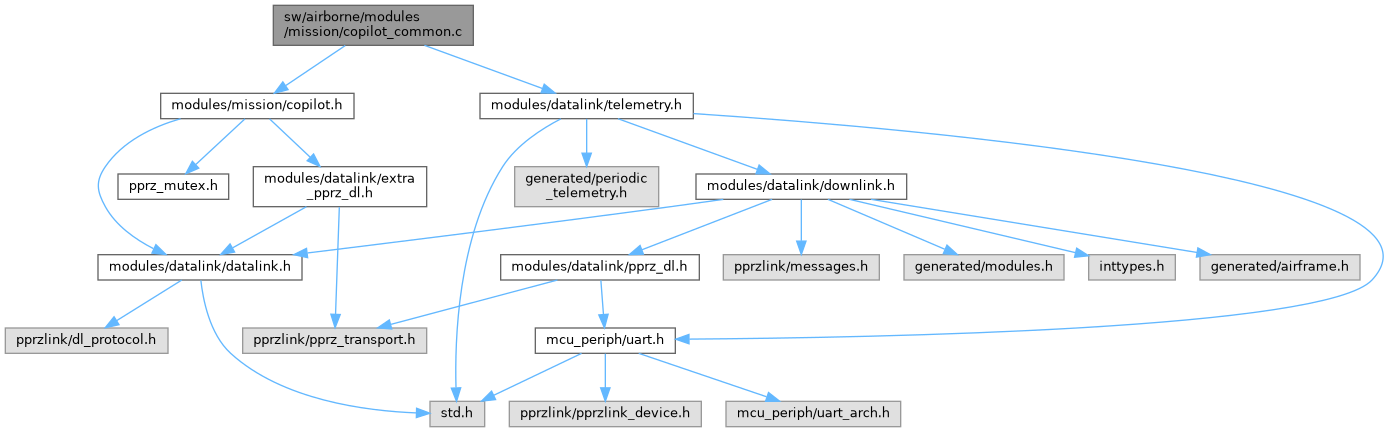 sw/airborne/modules
/mission/copilot_common.c
modules/mission/copilot.h
modules/datalink/telemetry.h
pprz_mutex.h
modules/datalink/extra
_pprz_dl.h
generated/periodic
_telemetry.h
modules/datalink/downlink.h
modules/datalink/datalink.h
modules/datalink/pprz_dl.h
pprzlink/messages.h
generated/modules.h
inttypes.h
generated/airframe.h
pprzlink/dl_protocol.h
pprzlink/pprz_transport.h
mcu_periph/uart.h
std.h
pprzlink/pprzlink_device.h
mcu_periph/uart_arch.h